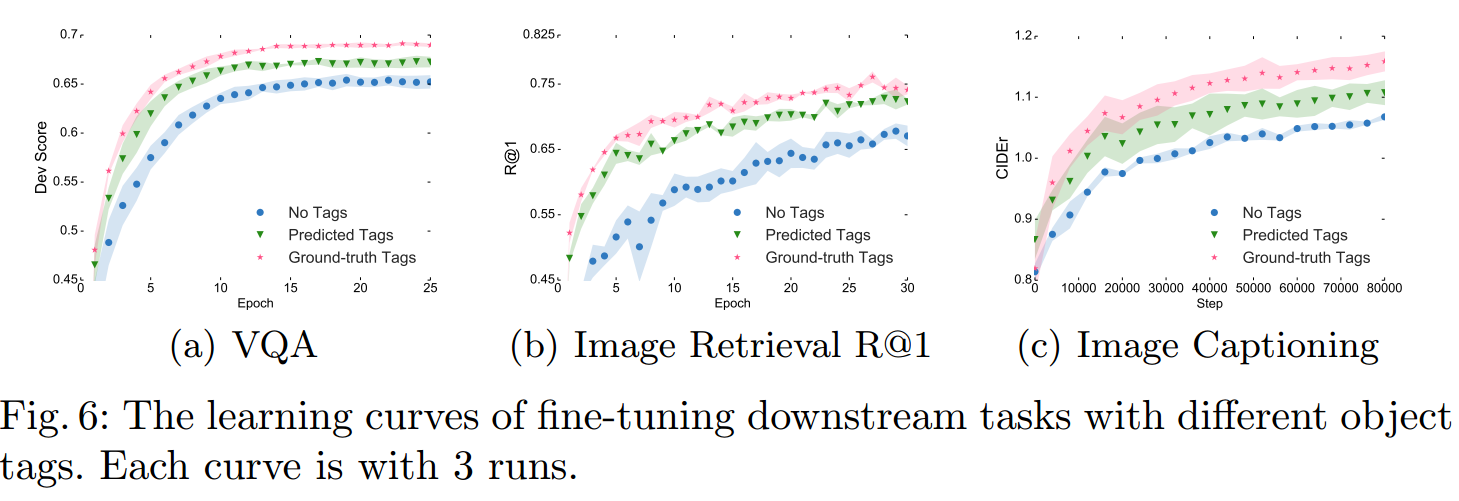 0.7
0.65
0.6
0.55
0.5
0.45
Dev Score
0 5 10 15 20 25
Epoch
No Tags
Predicted Tags
Ground-truth Tags
(a) VQA
0.825
0.75
0.65
0.55
0.45
R@1
0 5 10 15 20 25 30
Epoch
No Tags
Predicted Tags
Ground-truth Tags
(b) Image Retrieval R@1
1.2
1.1
1.0
0.9
0.8
CIDEr
0 10000 20000 30000 40000 50000 60000 70000 80000
Step
No Tags
Predicted Tags
Ground-truth Tags
(c) Image Captioning
Fig. 6: The learning curves of fine-tuning downstream tasks with different object
tags. Each curve is with 3 runs.